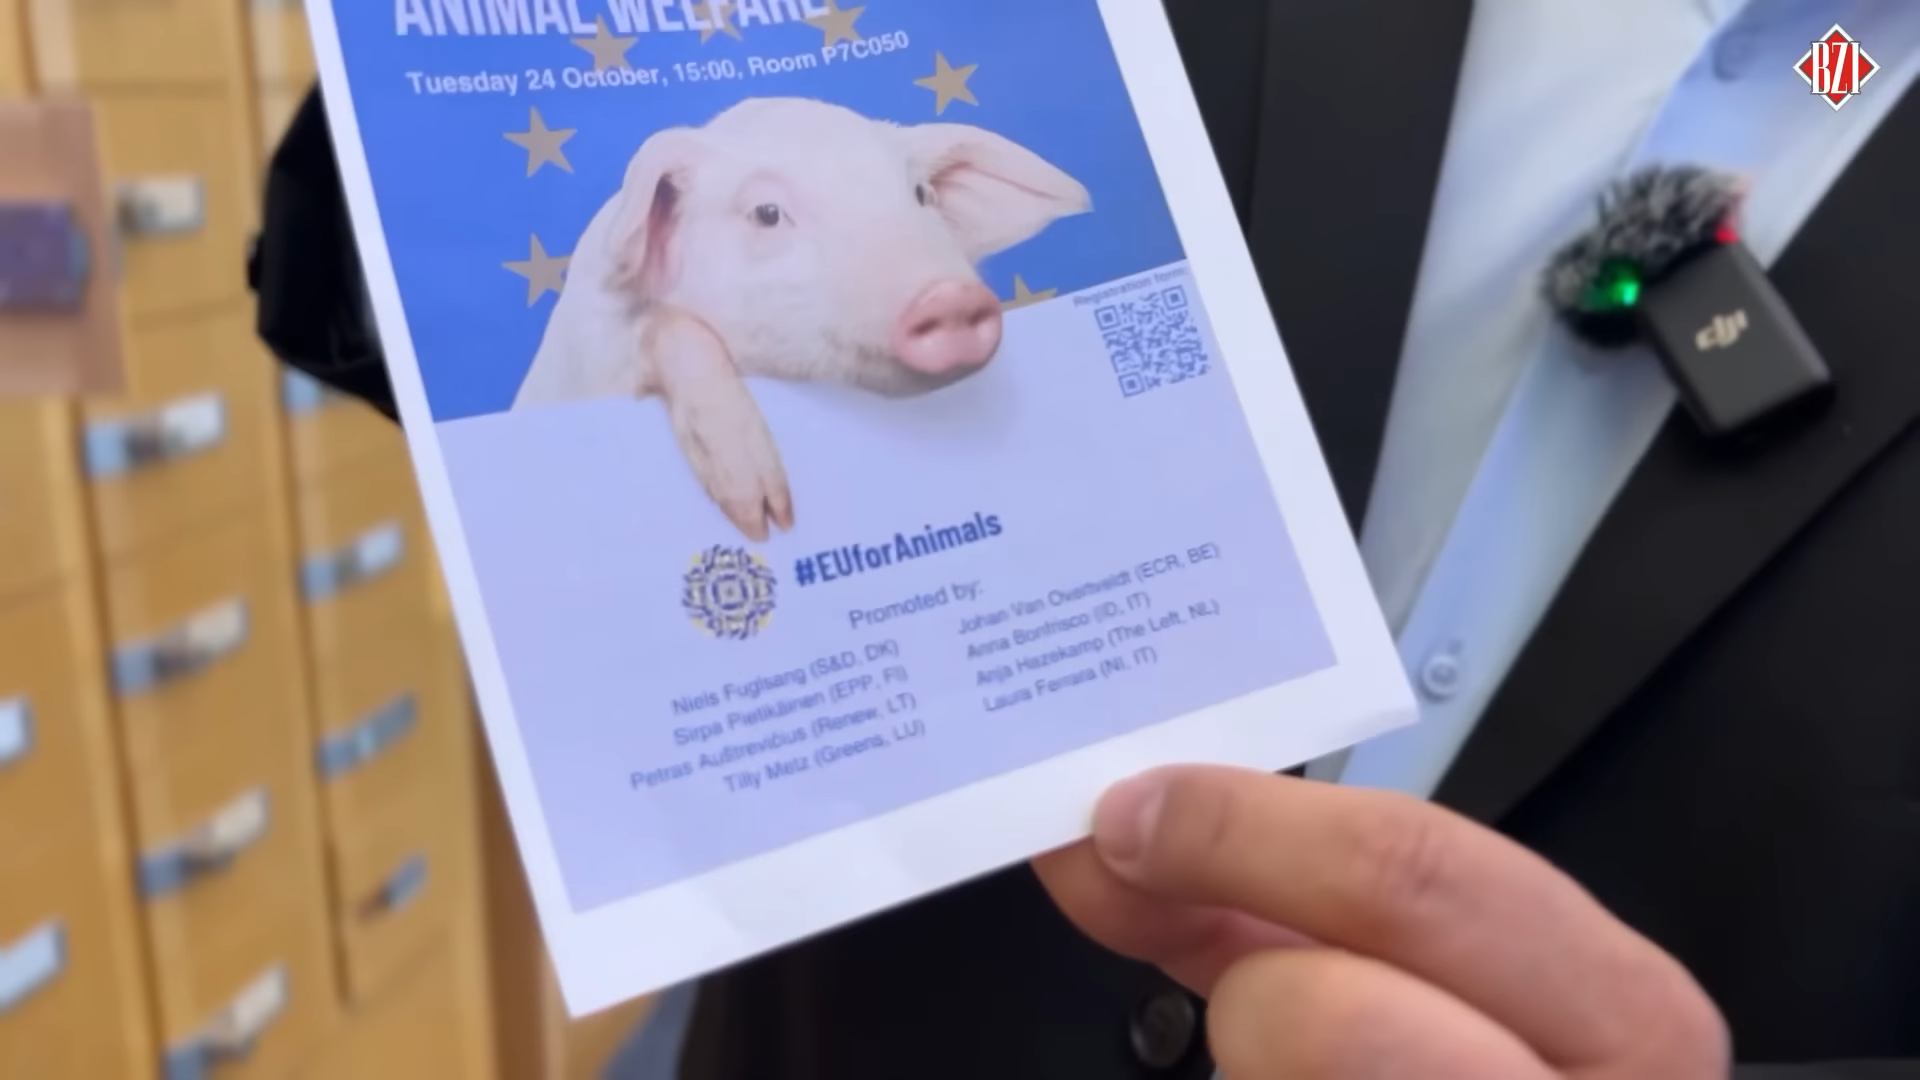 ANIMAL WELFARE
Tuesday 24 October, 15:00, Room P7C050
BZI
dji
Registration form:
#EUforAnimals
Promoted by:
Niels Fuglsang (S&D, DK)
Sirpa Pietikäinen (EPP, FI)
Petras Auštrevičius (Renew, LT)
Tilly Metz (Greens, LU)
Johan Van Overtveldt (ECR, BE)
Anna Bonfrisco (ID, IT)
Anja Hazekamp (The Left, NL)
Laura Ferrara (NI, IT)